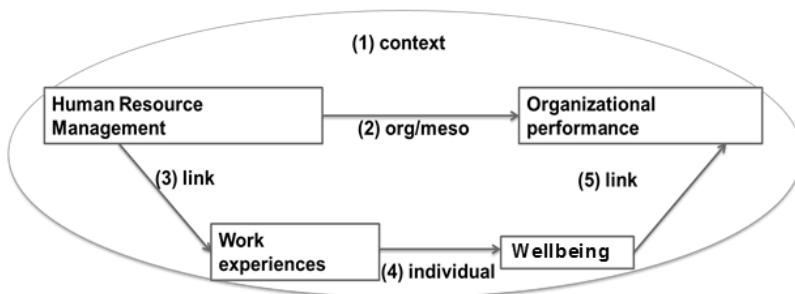 (1) context
Human Resource
Management
Organizational
performance
(2) org/meso
(3) link
(5) link
Work
experiences
Wellbeing
(4) individual